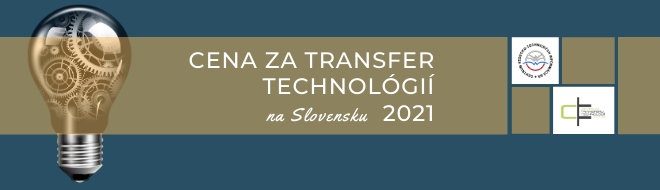 CENA ZA TRANSFER
TECHNOLÓGIÍ
na Slovensku 2021